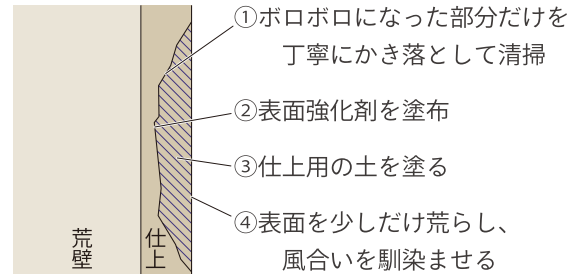 ①ボロボロになった部分だけを
丁寧にかき落として清掃
②表面強化剤を塗布
③仕上用の土を塗る
④表面を少しだけ荒らし、
風合いを馴染ませる
荒壁
仕上